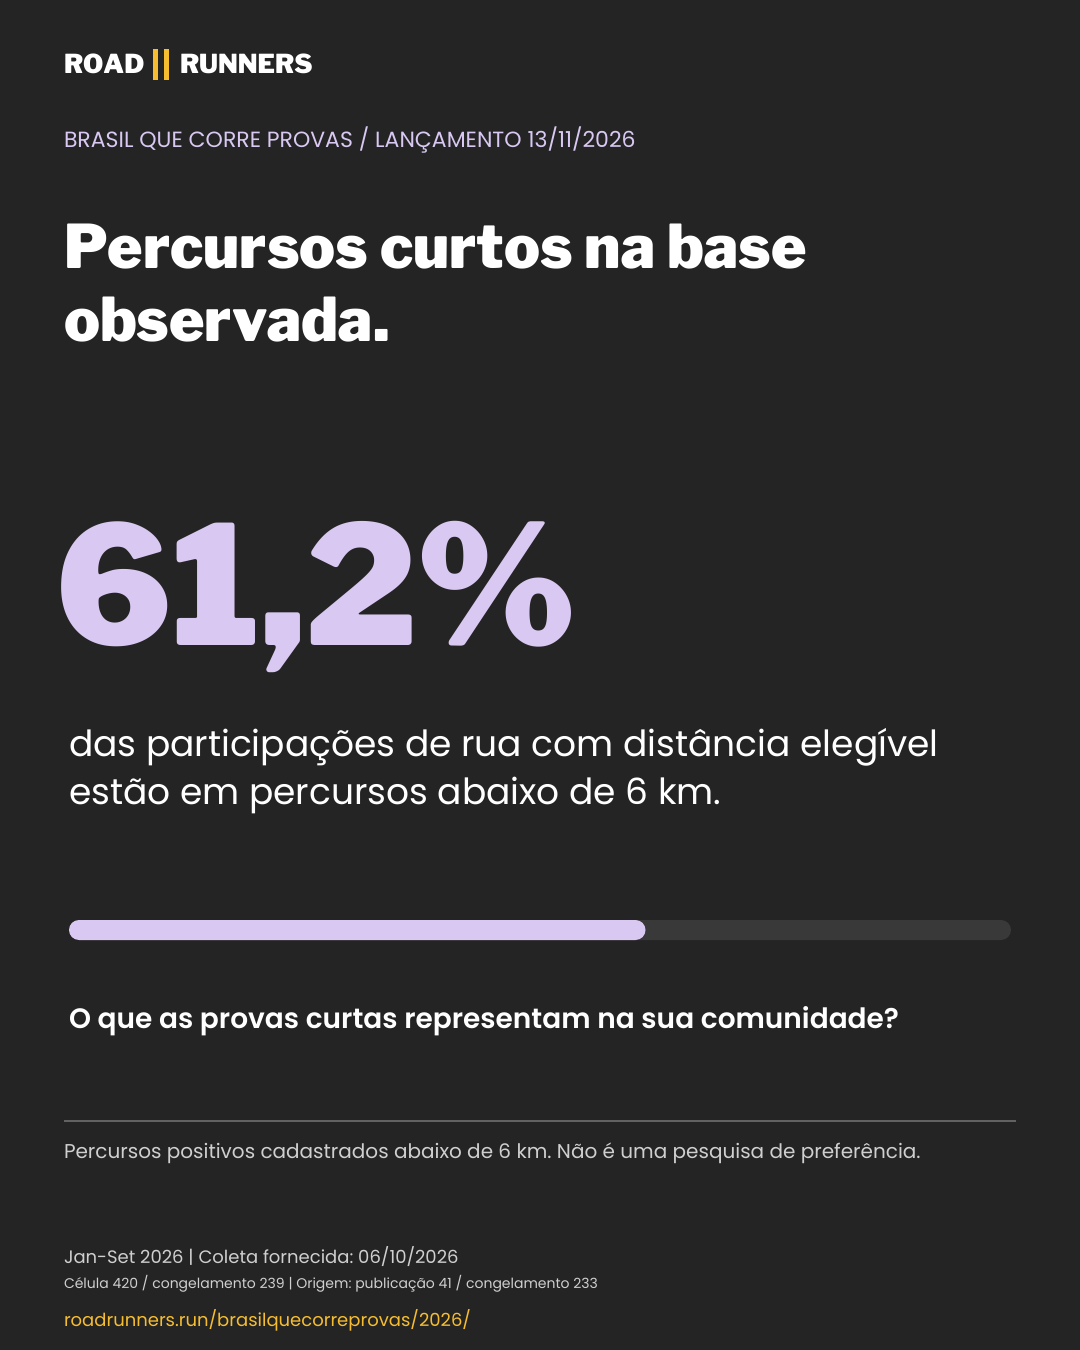 ROAD || RUNNERS
BRASIL QUE CORRE PROVAS / LANÇAMENTO 13/11/2026
Percursos curtos na base
observada.
61,2%
das participações de rua com distância elegível
estão em percursos abaixo de 6 km.
O que as provas curtas representam na sua comunidade?
Percursos positivos cadastrados abaixo de 6 km. Não é uma pesquisa de preferência.
Jan-Set 2026 | Coleta fornecida: 06/10/2026
Célula 420 / congelamento 239 | Origem: publicação 41 / congelamento 233
roadrunners.run/brasilquecorreprovas/2026/